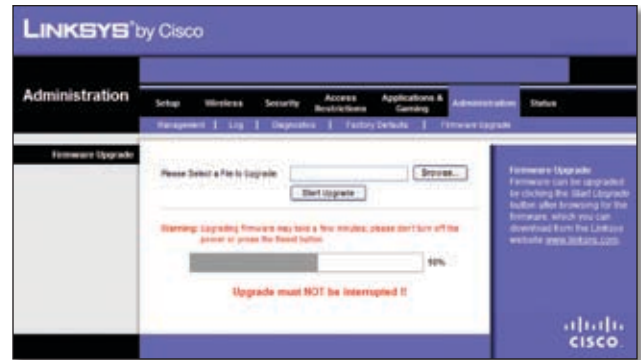 LINKSYS® by Cisco
Administration
Setup Wireless Security Access Restrictions Applications & Gaming Administration Status
Management | Log | Diagnostics | Factory Defaults | Firmware Upgrade
Firmware Upgrade
Please Select a File to Upgrade
Browse...
Start Upgrade
Warning: Upgrading firmware may take a few minutes, please don't turn off the
power or press the Reset button.
Upgrade must NOT be interrupted !!
Firmware Upgrade:
Firmware can be upgraded
by clicking the Start Upgrade
button after browsing for the
firmware, which you can
download from the Linksys
website www.linksys.com.
CISCO